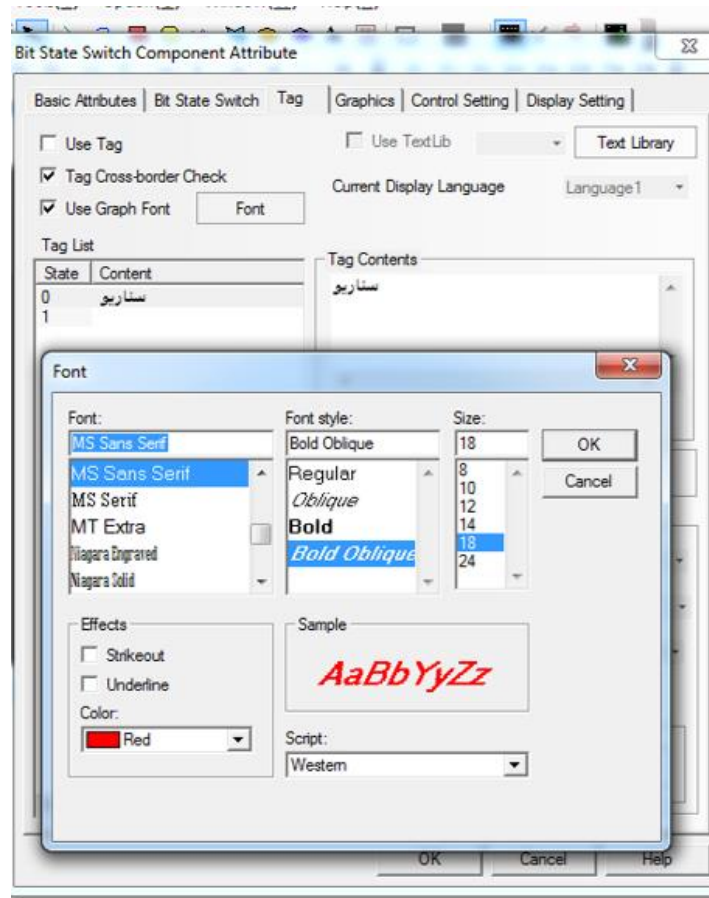 Bit State Switch Component Attribute
Basic Attributes Bit State Switch Tag Graphics Control Setting Display Setting
Use Tag Use TextLib Text Library
Tag Cross-border Check
Current Display Language Language1
Use Graph Font Font
Tag List
Tag Contents
State Content
0 سناريو
1
سناريو
Font
Font: Font style: Size:
MS Sans Serif Bold Oblique 18 OK
MS Sans Serif Regular 8 Cancel
MS Serif Oblique 10
12
MT Extra Bold 14
Niagara Engraved Bold Oblique 18
Niagara Solid 24
Effects Sample
Strikeout
Underline
AaBbYyZz
Color:
Red Script:
Western
OK Cancel Help